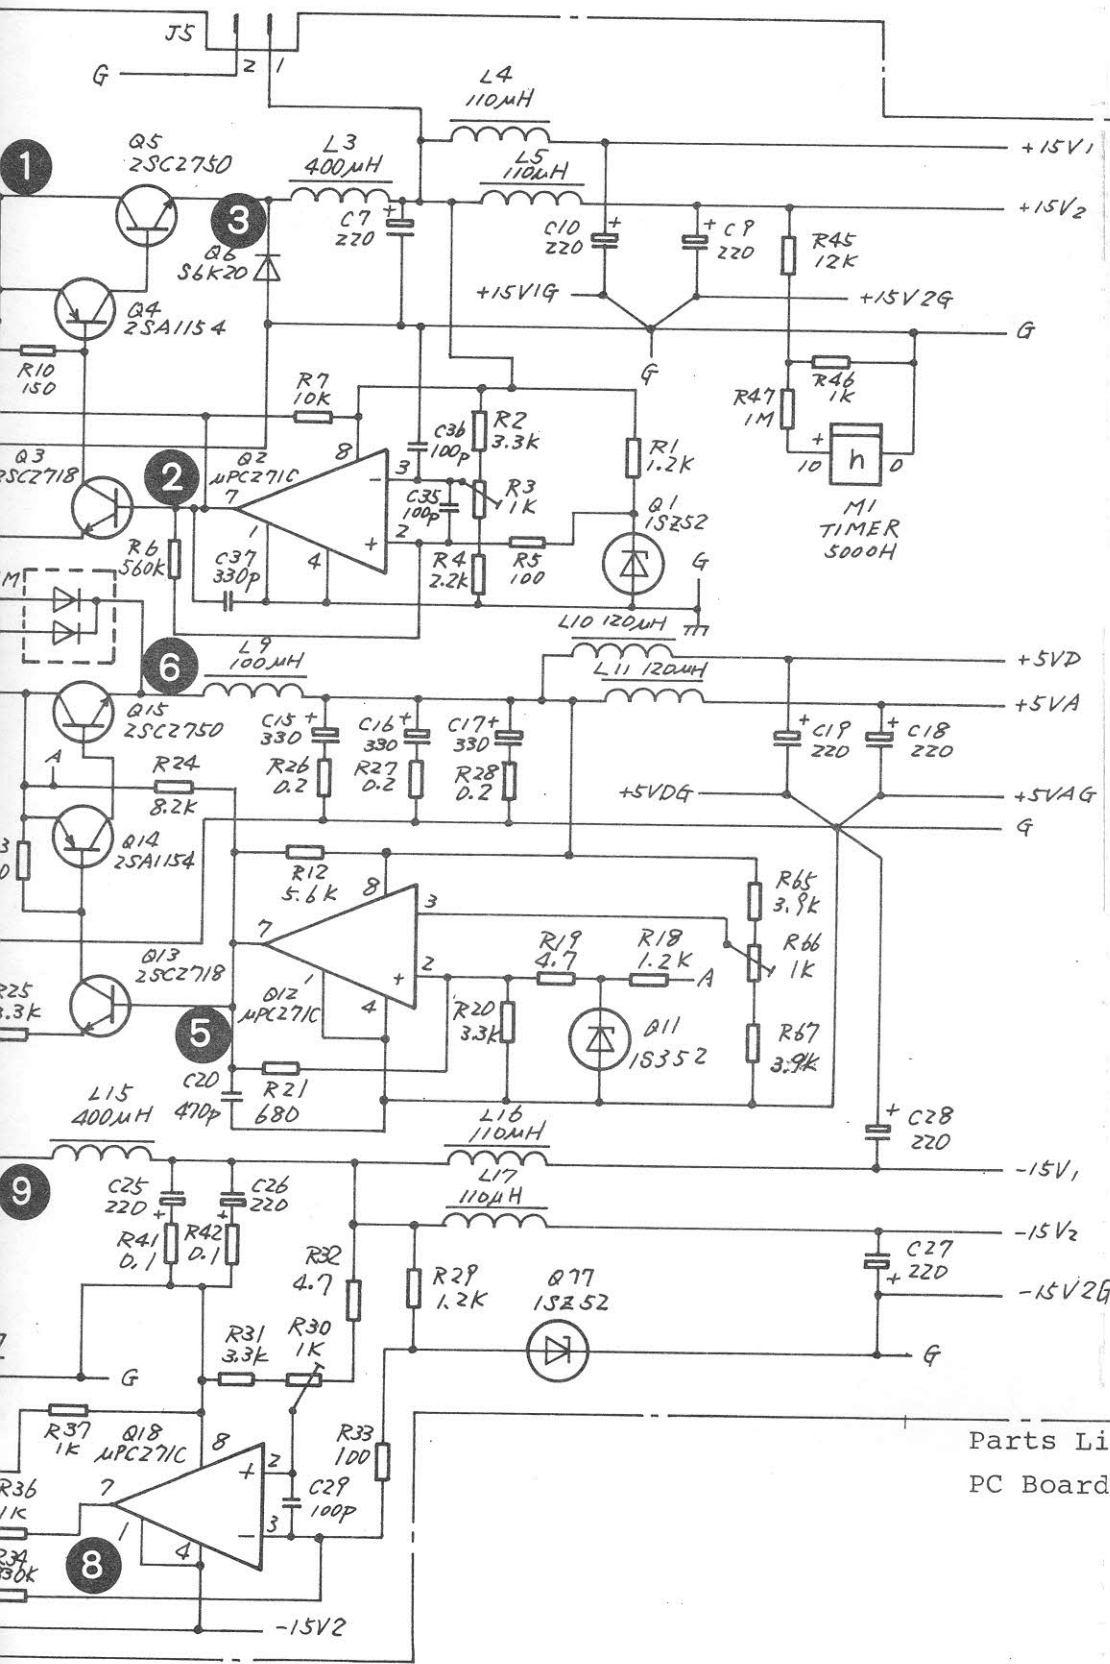 J5
G
2
1
L4
110µH
+15V1
1
Q5
2SC2750
L3
400µH
L5
110µH
+15V2
3
C7
220
+
Q6
S6K20
C10
220
+
+ C9
220
R45
12K
+15V1G
+15V2G
Q4
2SA1154
G
G
R10
150
R7
10K
R46
1K
R47
1M
R2
3.3K
C36
100p
R1
1.2K
+
10
h
0
Q3
2SC2718
2
Q2
µPC271C
8
7
-
3
C35
100p
R3
1K
Q1
1SZ52
M1
TIMER
5000H
1
4
+
2
R6
560K
C37
330p
R4
2.2K
R5
100
G
M
L10 120µH
6
L9
100µH
L11 120µH
+5VD
+5VA
Q15
2SC2750
C15 +
330
C16 +
330
C17 +
330
+ C19
220
+ C18
220
A
R24
8.2K
R26
0.2
R27
0.2
R28
0.2
+5VDG
+5VAG
G
Q14
2SA1154
3
0
R12
5.6K
8
R65
3.9K
3
7
R66
1K
Q13
2SC2718
R19
4.7
R18
1.2K
A
1
+
2
R25
3.3K
5
Q12
µPC271C
4
R20
3.3K
Q11
1S352
R67
3.9K
C20
470p
R21
680
L15
400µH
L16
110µH
+ C28
220
-15V1
9
C25
220
+
C26
220
+
L17
110µH
-15V2
R41
0.1
R42
0.1
R32
4.7
R29
1.2K
Q77
1SZ52
C27
+ 220
-15V2G
R31
3.3K
R30
1K
G
G
R37
1K
Q18
µPC271C
8
R33
100
Parts Li
PC Board
+
2
C29
100p
R36
1K
7
1
-
3
8
4
R34
330K
-15V2